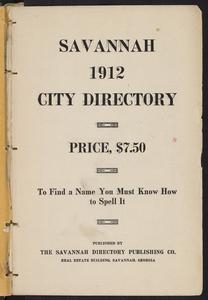 SAVANNAH
1912
CITY DIRECTORY
PRICE, $7.50
To Find a Name You Must Know How
to Spell It
PUBLISHED BY
THE SAVANNAH DIRECTORY PUBLISHING CO.
REAL ESTATE BUILDING, SAVANNAH, GEORGIA